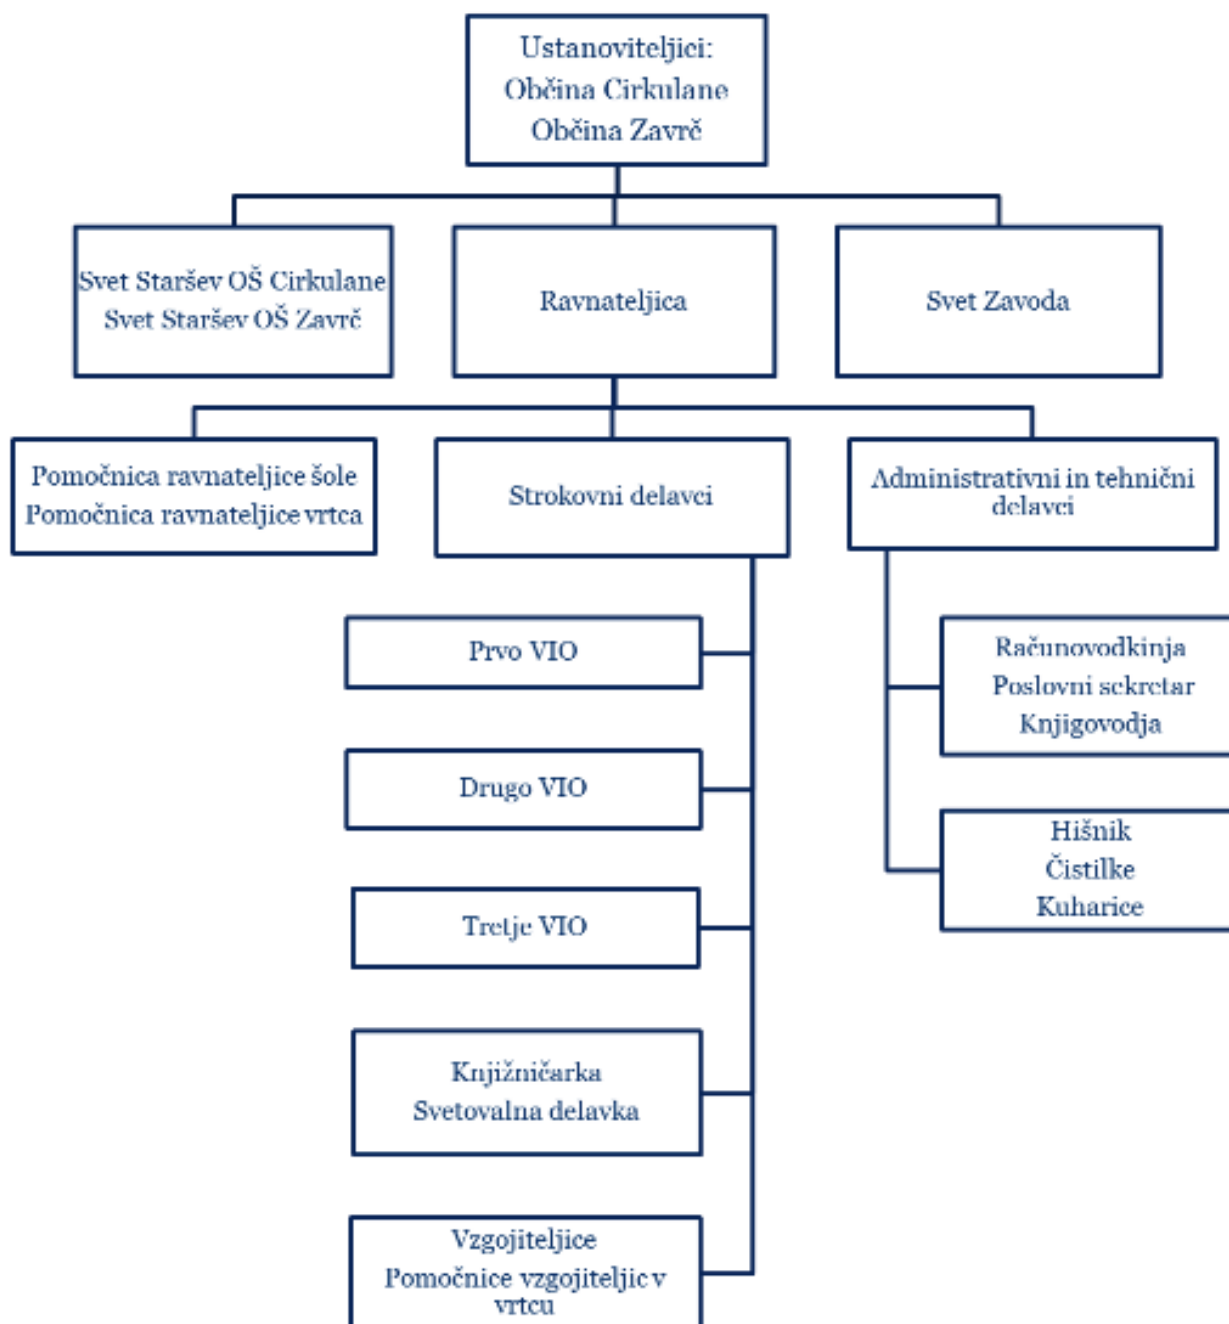 Ustanoviteljici:
Občina Cirkulane
Občina Zavrč
Svet Staršev OŠ Cirkulane
Svet Staršev OŠ Zavrč
Ravnateljica
Svet Zavoda
Pomočnica ravnateljice šole
Pomočnica ravnateljice vrtca
Strokovni delavci
Administrativni in tehnični
delavci
Prvo VIO
Drugo VIO
Tretje VIO
Knjižničarka
Svetovalna delavka
Vzgojiteljice
Pomočnice vzgojiteljic v
vrtcu
Računovodkinja
Poslovni sekretar
Knjigovodja
Hišnik
Čistilke
Kuharice